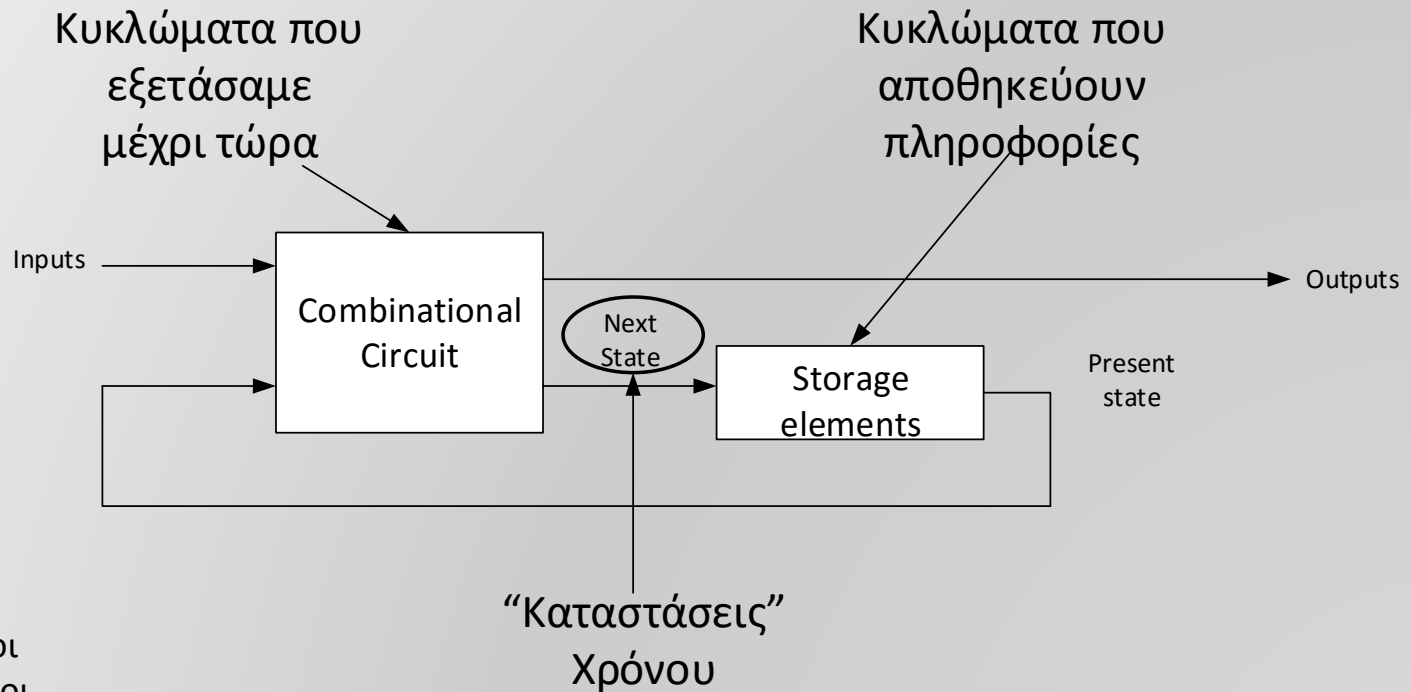 Κυκλώματα που
εξετάσαμε
μέχρι τώρα
Κυκλώματα που
αποθηκεύουν
πληροφορίες
Inputs
Combinational
Circuit
Next
State
Storage
elements
Outputs
Present
state
“Καταστάσεις”
Χρόνου